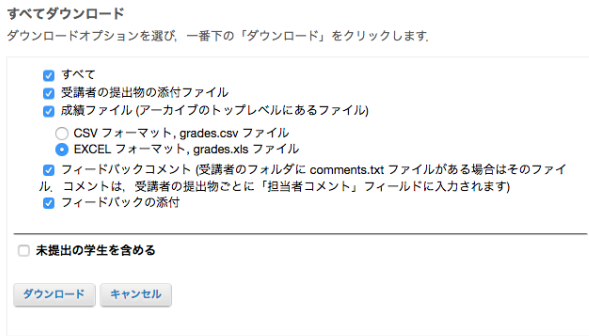 すべてダウンロード
ダウンロードオプションを選び, 一番下の「ダウンロード」をクリックします.
すべて
受講者の提出物の添付ファイル
成績ファイル (アーカイブのトップレベルにあるファイル)
CSV フォーマット, grades.csv ファイル
EXCEL フォーマット, grades.xls ファイル
フィードバックコメント (受講者のフォルダに comments.txt ファイルがある場合はそのファイ
ル. コメントは, 受講者の提出物ごとに「担当者コメント」フィールドに入力されます)
フィードバックの添付
未提出の学生を含める
ダウンロード キャンセル